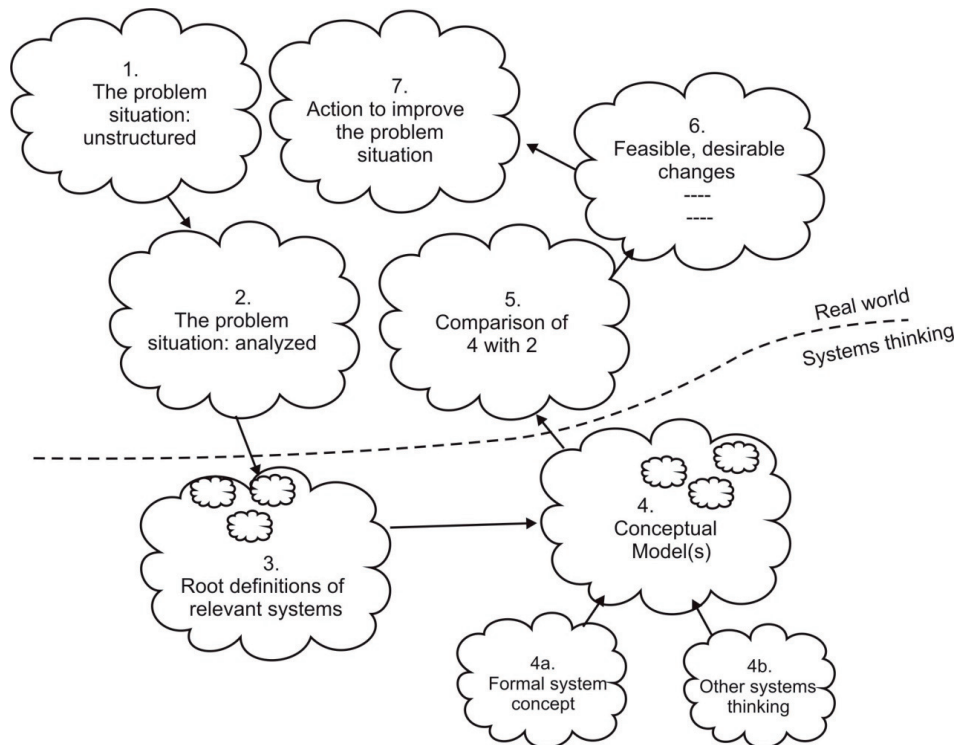 1.
The problem
situation:
unstructured
7.
Action to improve
the problem
situation
6.
Feasible, desirable
changes
----
----
2.
The problem
situation: analyzed
5.
Comparison of
4 with 2
Real world
Systems thinking
3.
Root definitions of
relevant systems
4.
Conceptual
Model(s)
4a.
Formal system
concept
4b.
Other systems
thinking